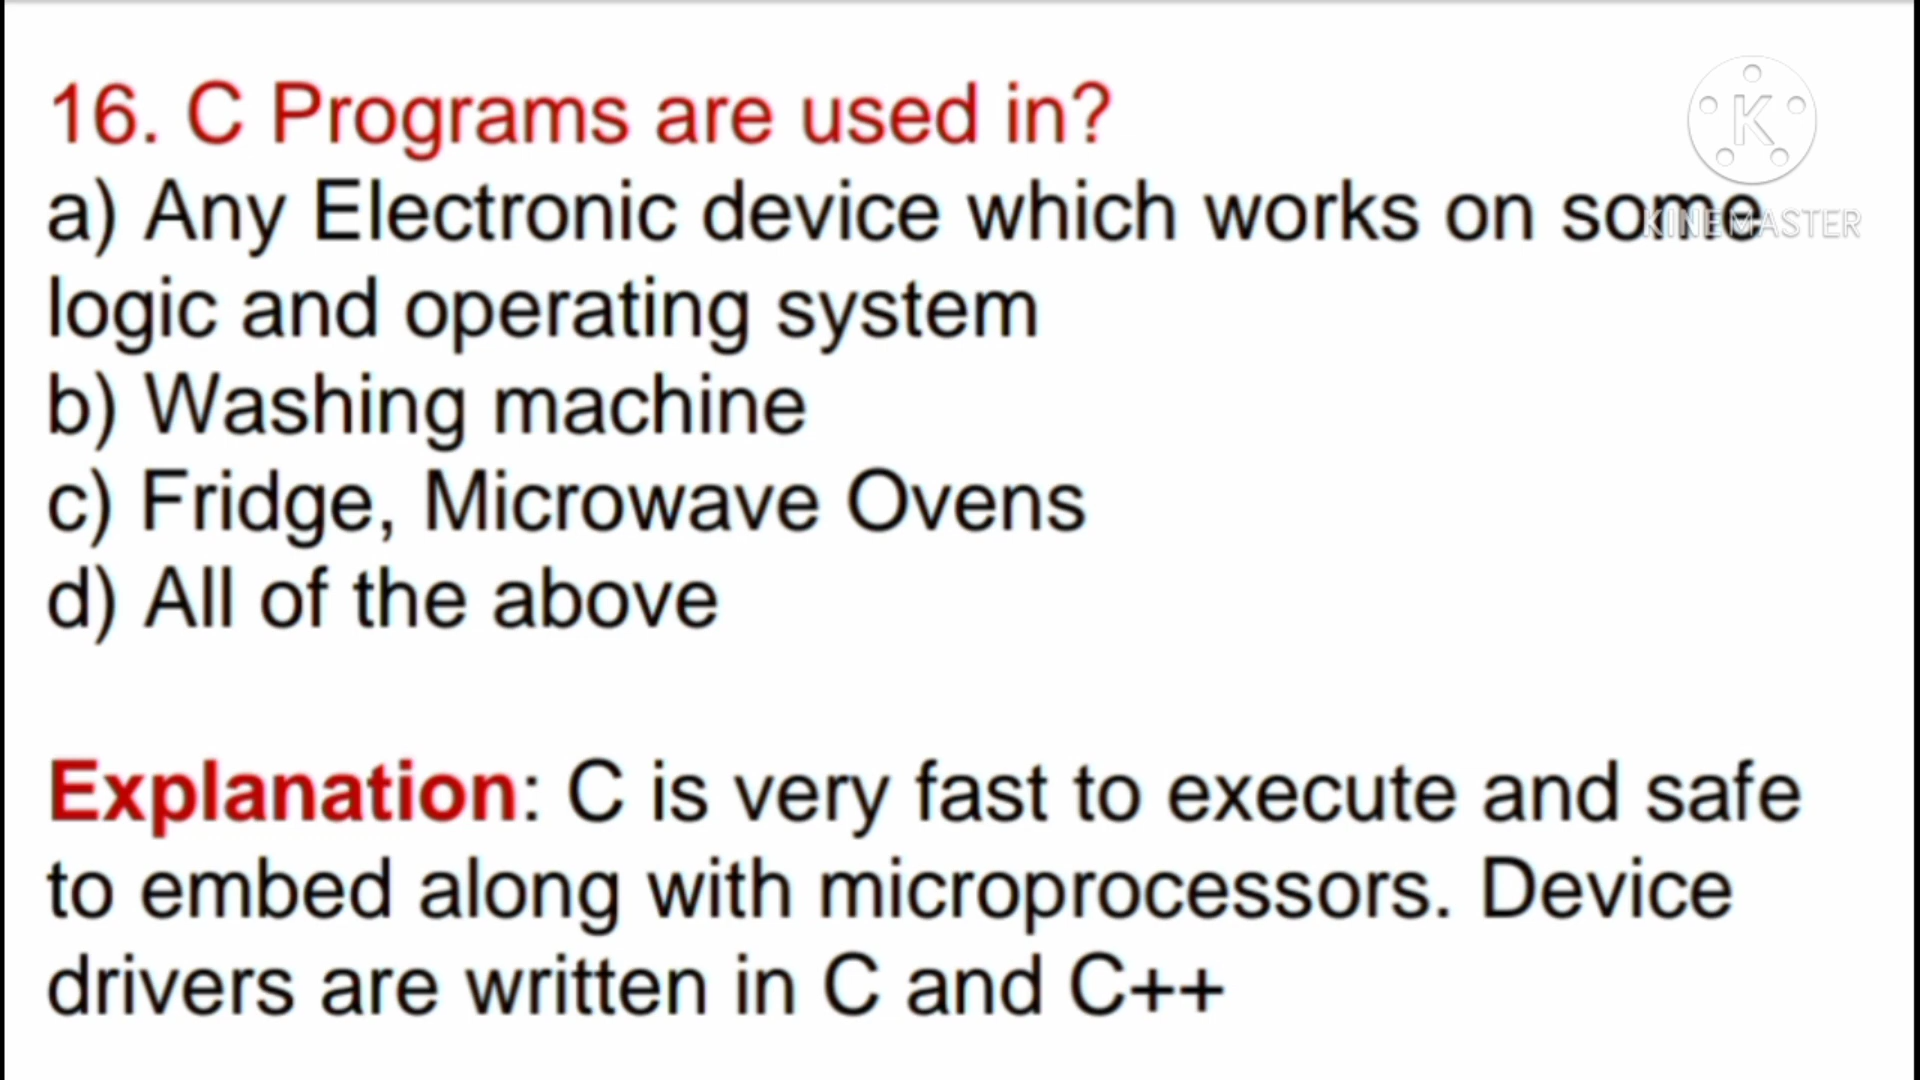 16. C Programs are used in?
a) Any Electronic device which works on some
logic and operating system
b) Washing machine
c) Fridge, Microwave Ovens
d) All of the above
Explanation: C is very fast to execute and safe
to embed along with microprocessors. Device
drivers are written in C and C++
K
KINEMASTER